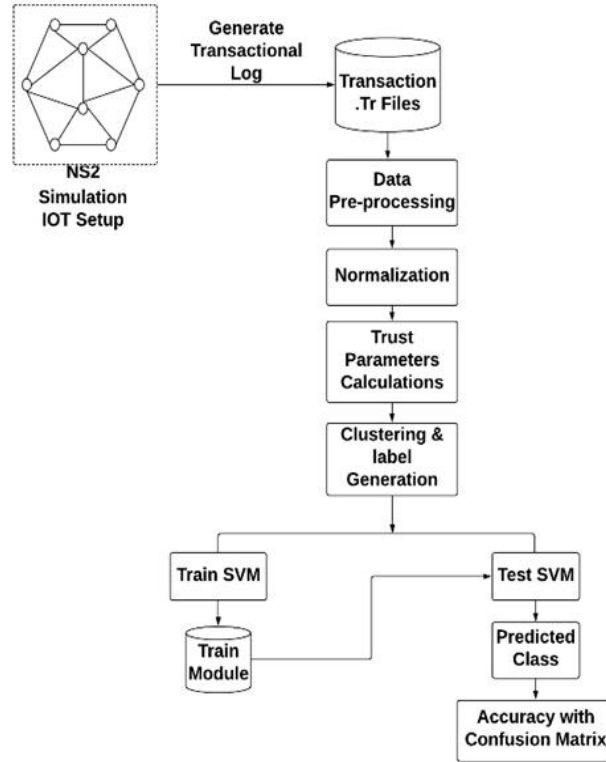 Generate
Transactional
Log
Transaction
.Tr Files
NS2
Simulation
IOT Setup
Data
Pre-processing
Normalization
Trust
Parameters
Calculations
Clustering &
label
Generation
Train SVM
Test SVM
Train
Module
Predicted
Class
Accuracy with
Confusion Matrix